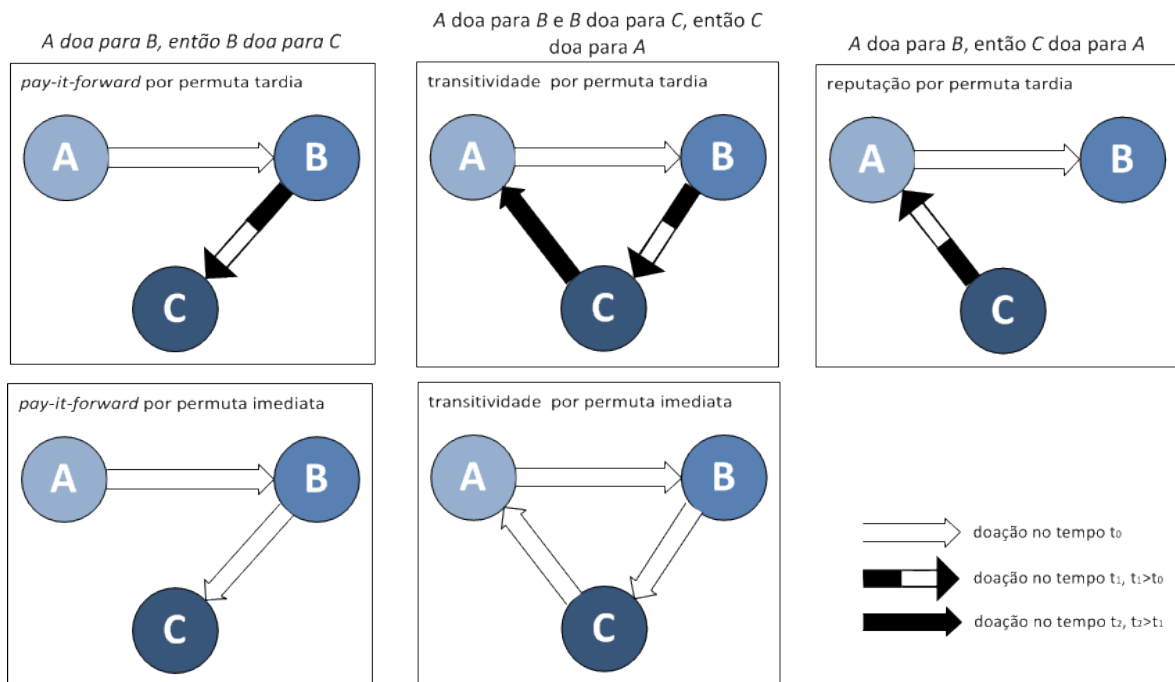 A doa para B, então B doa para C
A doa para B e B doa para C, então C
doa para A
A doa para B, então C doa para A
pay-it-forward por permuta tardia
A
B
C
transitividade por permuta tardia
A
B
C
reputação por permuta tardia
A
B
C
pay-it-forward por permuta imediata
A
B
C
transitividade por permuta imediata
A
B
C
doação no tempo t₀
doação no tempo t₁, t₁>t₀
doação no tempo t₂, t₂>t₁